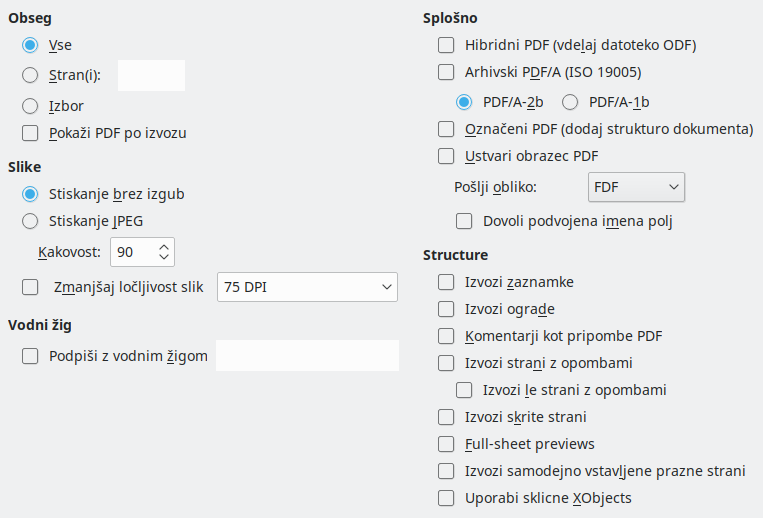 Obseg
Vse
Stran(i):
Izbor
Pokaži PDF po izvozu
Slike
Stiskanje brez izgub
Stiskanje JPEG
Kakovost: 90
Zmanjšaj ločljivost slik 75 DPI
Vodni žig
Podpiši z vodnim žigom
Splošno
Hibridni PDF (vdelaj datoteko ODF)
Arhivski PDF/A (ISO 19005)
PDF/A-2b PDF/A-1b
Označeni PDF (dodaj strukturo dokumenta)
Ustvari obrazec PDF
Pošlji obliko: FDF
Dovoli podvojena imena polj
Structure
Izvozi zaznamke
Izvozi ograde
Komentarji kot pripombe PDF
Izvozi strani z opombami
Izvozi le strani z opombami
Izvozi skrite strani
Full-sheet previews
Izvozi samodejno vstavljene prazne strani
Uporabi sklicne XObjects